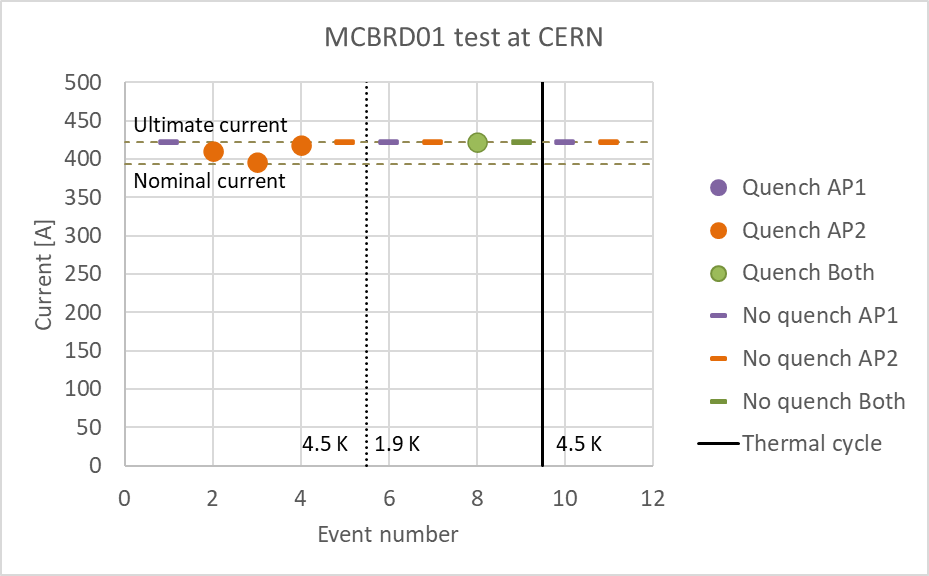 MCBRD01 test at CERN
500
450
400
350
300
250
200
150
100
50
0
Current [A]
Ultimate current
Nominal current
4.5 K
1.9 K
4.5 K
0 2 4 6 8 10 12
Event number
Quench AP1
Quench AP2
Quench Both
No quench AP1
No quench AP2
No quench Both
Thermal cycle